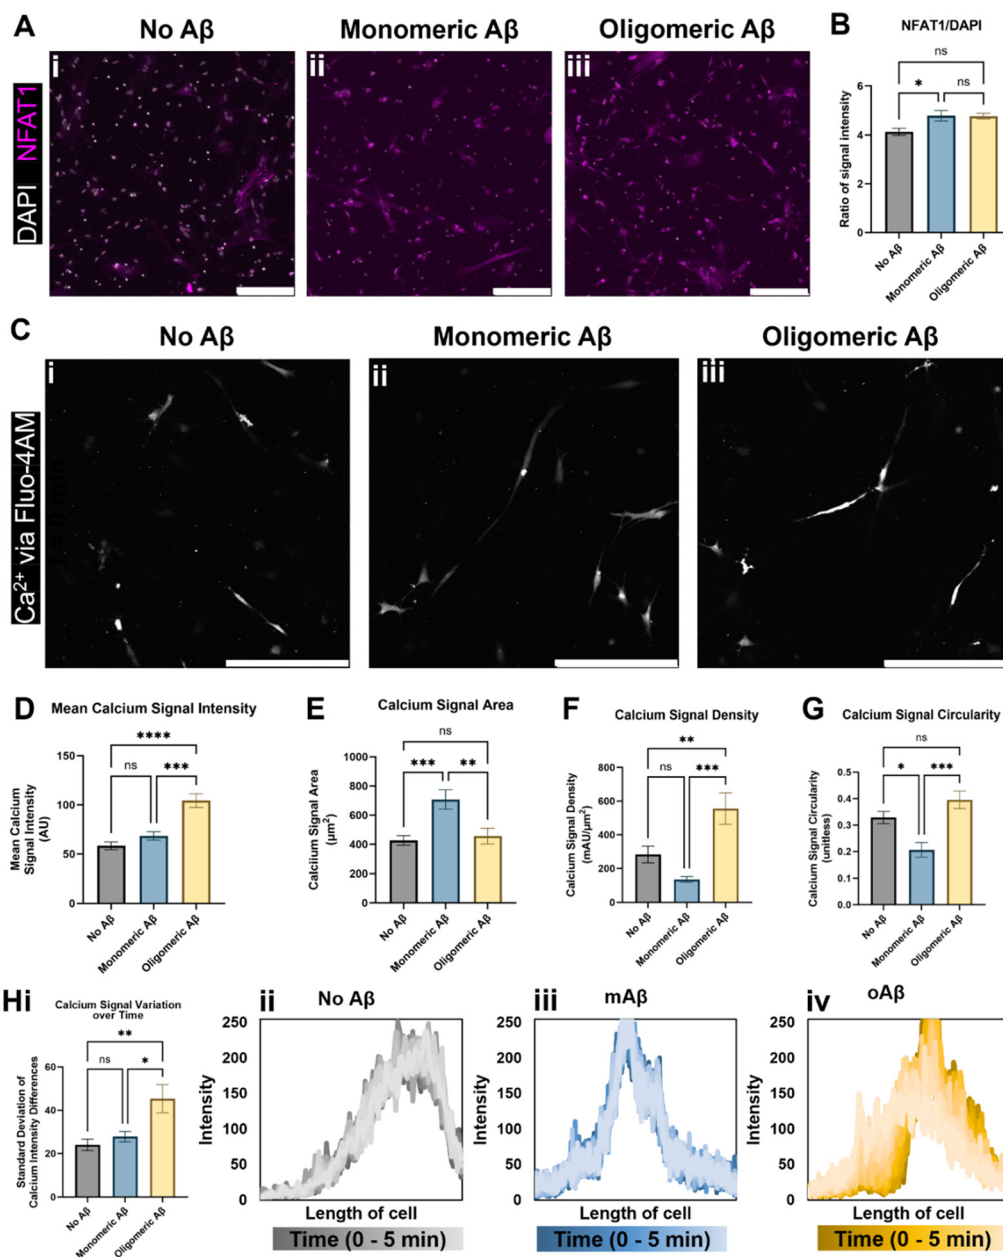 A
No Aβ
Monomeric Aβ
Oligomeric Aβ
DAPI NFAT1
i
ii
iii
B
NFAT1/DAPI
ns
* ns
Ratio of signal intensity
6
4
2
0
No Aβ
Monomeric Aβ
Oligomeric Aβ
C
No Aβ
Monomeric Aβ
Oligomeric Aβ
Ca²⁺ via Fluo-4AM
i
ii
iii
D
Mean Calcium Signal Intensity
****
ns ***
Mean Calcium
Signal Intensity
(AU)
150
100
50
0
No Aβ
Monomeric Aβ
Oligomeric Aβ
E
Calcium Signal Area
ns
*** **
Calciium Signal Area
(µm²)
1000
800
600
400
200
0
No Aβ
Monomeric Aβ
Oligomeric Aβ
F
Calcium Signal Density
**
ns ***
Calcium Signal Density
(mAU/µm²)
800
600
400
200
0
No Aβ
Monomeric Aβ
Oligomeric Aβ
G
Calcium Signal Circularity
ns
* ***
Calcium Signal Circularity
(unitless)
0.5
0.4
0.3
0.2
0.1
0.0
No Aβ
Monomeric Aβ
Oligomeric Aβ
Hi
Calcium Signal Variation
over Time
**
ns *
Standard Deviation of
Calcium Intensity Differences
60
40
20
0
No Aβ
Monomeric Aβ
Oligomeric Aβ
ii
No Aβ
Intensity
250
200
150
100
50
0
Length of cell
Time (0 - 5 min)
iii
mAβ
Intensity
250
200
150
100
50
0
Length of cell
Time (0 - 5 min)
iv
oAβ
Intensity
250
200
150
100
50
0
Length of cell
Time (0 - 5 min)